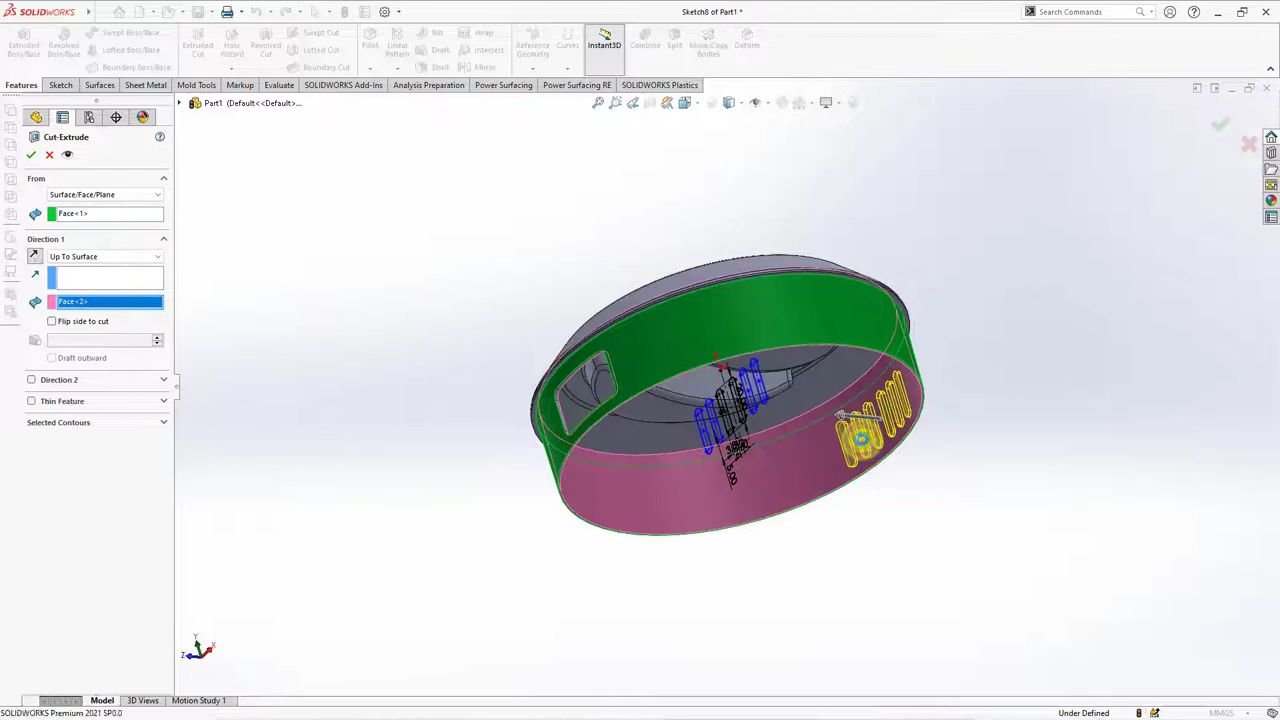 SOLIDWORKS
Sketch8 of Part1 *
Search Commands
Extruded Boss/Base
Revolved Boss/Base
Swept Boss/Base
Lofted Boss/Base
Boundary Boss/Base
Extruded Cut
Hole Wizard
Revolved Cut
Swept Cut
Lofted Cut
Boundary Cut
Fillet
Linear Pattern
Rib
Draft
Shell
Wrap
Intersect
Mirror
Reference Geometry
Curves
Instant3D
Combine
Split
Move/Copy Bodies
Deform
Features
Sketch
Surfaces
Sheet Metal
Mold Tools
Markup
Evaluate
SOLIDWORKS Add-Ins
Analysis Preparation
Power Surfacing
Power Surfacing RE
SOLIDWORKS Plastics
Part1 (Default<<Default>...
Cut-Extrude
From
Surface/Face/Plane
Face<1>
Direction 1
Up To Surface
Face<2>
Flip side to cut
Draft outward
Direction 2
Thin Feature
Selected Contours
5.00
Y
X
Z
Model
3D Views
Motion Study 1
SOLIDWORKS Premium 2021 SP0.0
Under Defined
MMGS